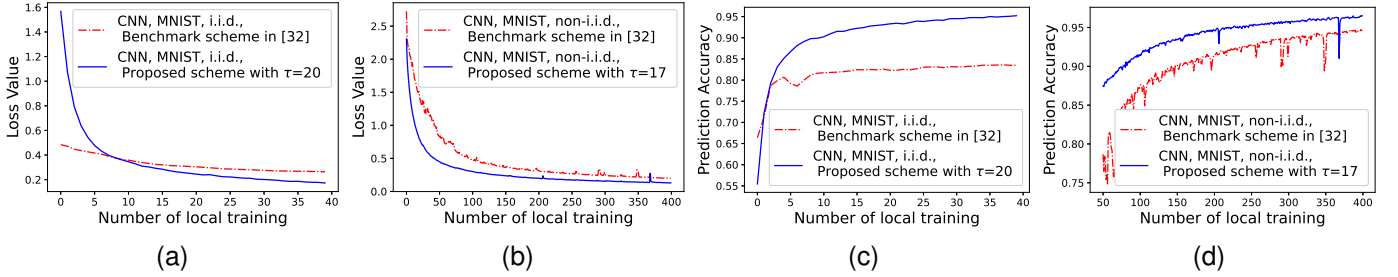 Loss Value
1.6
1.4
1.2
1.0
0.8
0.6
0.4
0.2
CNN, MNIST, i.i.d.,
Benchmark scheme in [32]
CNN, MNIST, i.i.d.,
Proposed scheme with τ=20
0 5 10 15 20 25 30 35 40
Number of local training
(a)
Loss Value
2.5
2.0
1.5
1.0
0.5
0.0
CNN, MNIST, non-i.i.d.,
Benchmark scheme in [32]
CNN, MNIST, non-i.i.d.,
Proposed scheme with τ=17
0 50 100 150 200 250 300 350 400
Number of local training
(b)
Prediction Accuracy
0.95
0.90
0.85
0.80
0.75
0.70
0.65
0.60
0.55
CNN, MNIST, i.i.d.,
Benchmark scheme in [32]
CNN, MNIST, i.i.d.,
Proposed scheme with τ=20
0 5 10 15 20 25 30 35 40
Number of local training
(c)
Prediction Accuracy
0.95
0.90
0.85
0.80
0.75
CNN, MNIST, non-i.i.d.,
Benchmark scheme in [32]
CNN, MNIST, non-i.i.d.,
Proposed scheme with τ=17
50 100 150 200 250 300 350 400
Number of local training
(d)